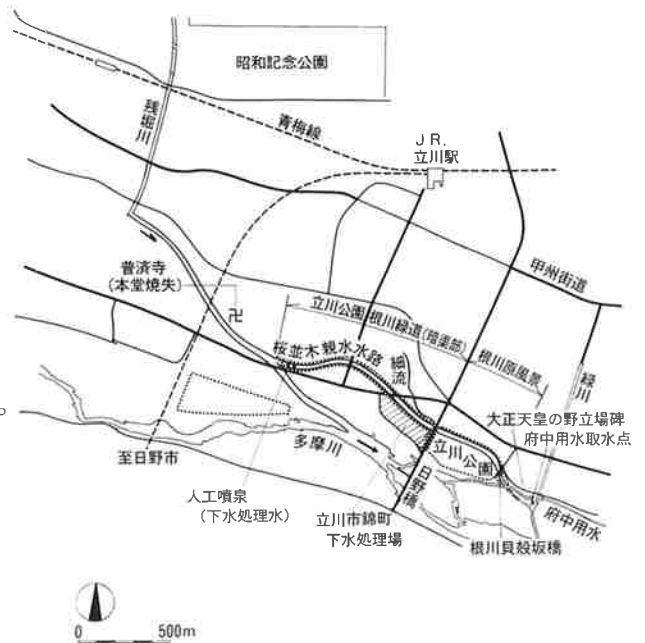 昭和記念公園
残堀川
青梅線
JR.
立川駅
甲州街道
普済寺
(本堂焼失)
卍
立川公園 根川緑道(暗渠部) 根川原風景
桜並木親水水路
細流
緑川
大正天皇の野立場碑
府中用水取水点
立川公園
多摩川
日野橋
至日野市
人工噴泉
(下水処理水)
立川市錦町
下水処理場
府中用水
根川貝殻坂橋
0 500m